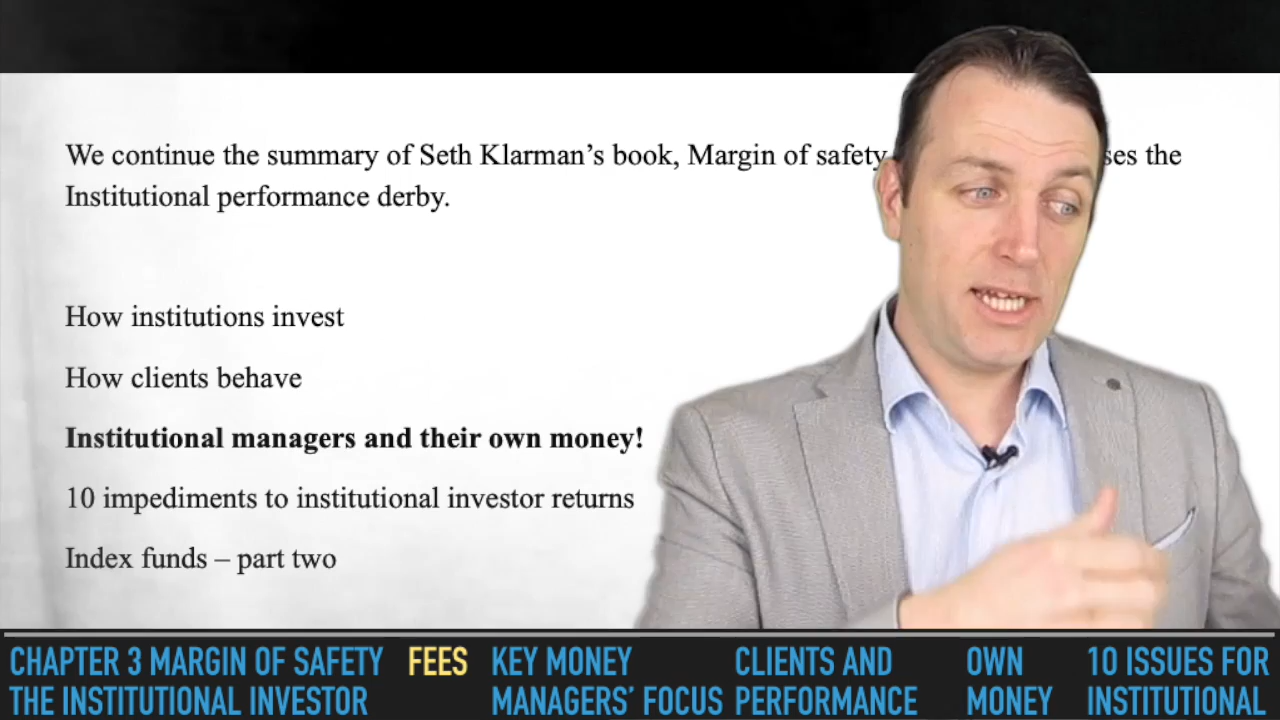 We continue the summary of Seth Klarman’s book, Margin of safety the
Institutional performance derby.
How institutions invest
How clients behave
Institutional managers and their own money!
10 impediments to institutional investor returns
Index funds – part two
CHAPTER 3 MARGIN OF SAFETY FEES KEY MONEY CLIENTS AND OWN 10 ISSUES FOR
THE INSTITUTIONAL INVESTOR MANAGERS’ FOCUS PERFORMANCE MONEY INSTITUTIONAL